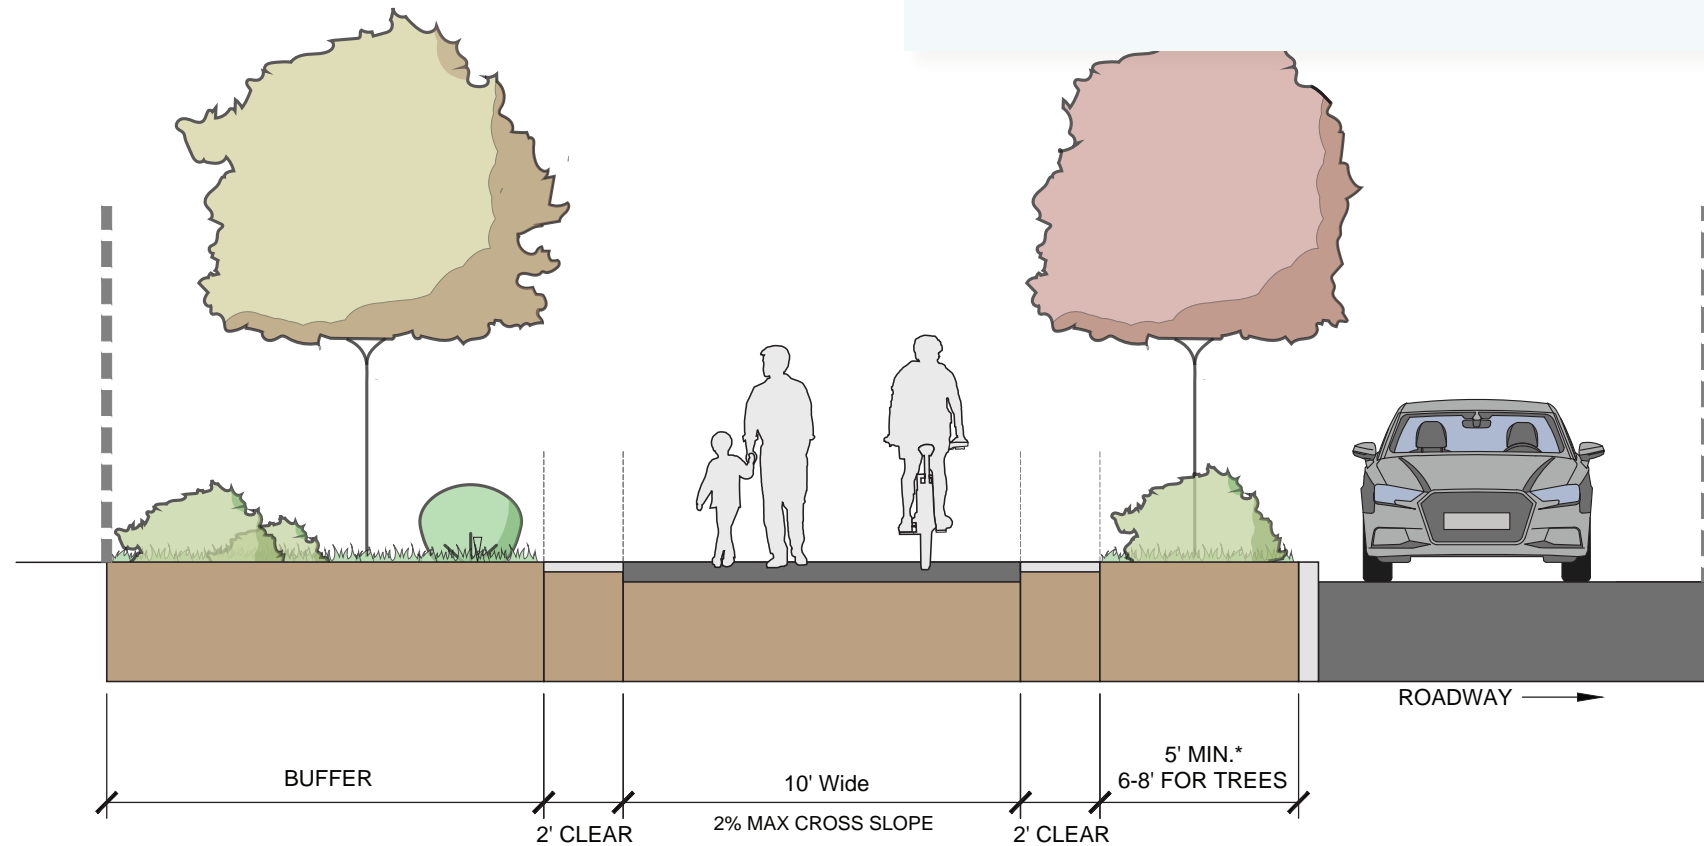 ROADWAY
5' MIN.*
6-8' FOR TREES
BUFFER
10' Wide
2% MAX CROSS SLOPE
2' CLEAR
2' CLEAR